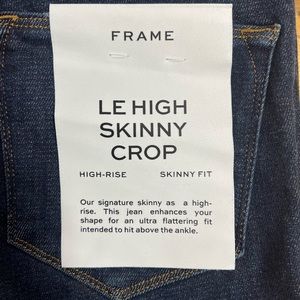 FRAME
LE HIGH
SKINNY
CROP
HIGH-RISE SKINNY FIT
Our signature skinny as a high-
rise. This jean enhances your
shape for an ultra flattering fit
intended to hit above the ankle.